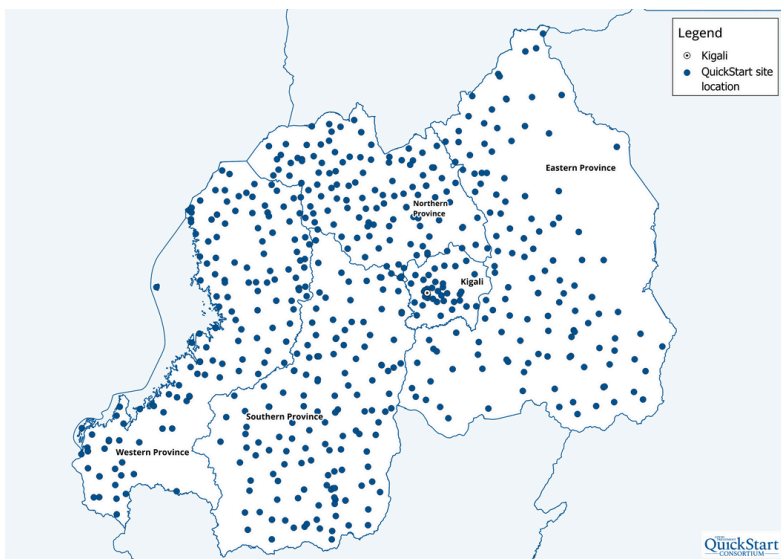 Legend
Kigali
QuickStart site
location
Eastern Province
Northern
Province
Kigali
Southern Province
Western Province
QuickStart
CONSORTIUM